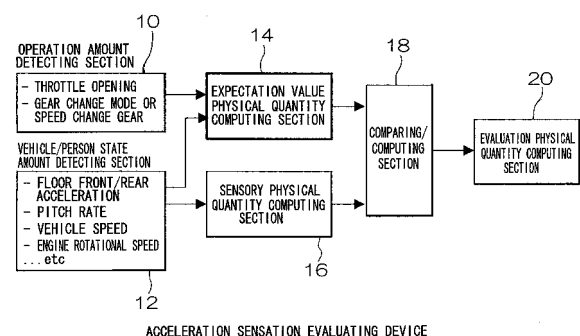 10
OPERATION AMOUNT
DETECTING SECTION
- THROTTLE OPENING
- GEAR CHANGE MODE OR
SPEED CHANGE GEAR
14
EXPECTATION VALUE
PHYSICAL QUANTITY
COMPUTING SECTION
18
COMPARING/
COMPUTING
SECTION
20
EVALUATION PHYSICAL
QUANTITY COMPUTING
SECTION
VEHICLE/PERSON STATE
AMOUNT DETECTING SECTION
- FLOOR FRONT/REAR
ACCELERATION
- PITCH RATE
- VEHICLE SPEED
- ENGINE ROTATIONAL SPEED
...etc
12
SENSORY PHYSICAL
QUANTITY COMPUTING
SECTION
16
ACCELERATION SENSATION EVALUATING DEVICE